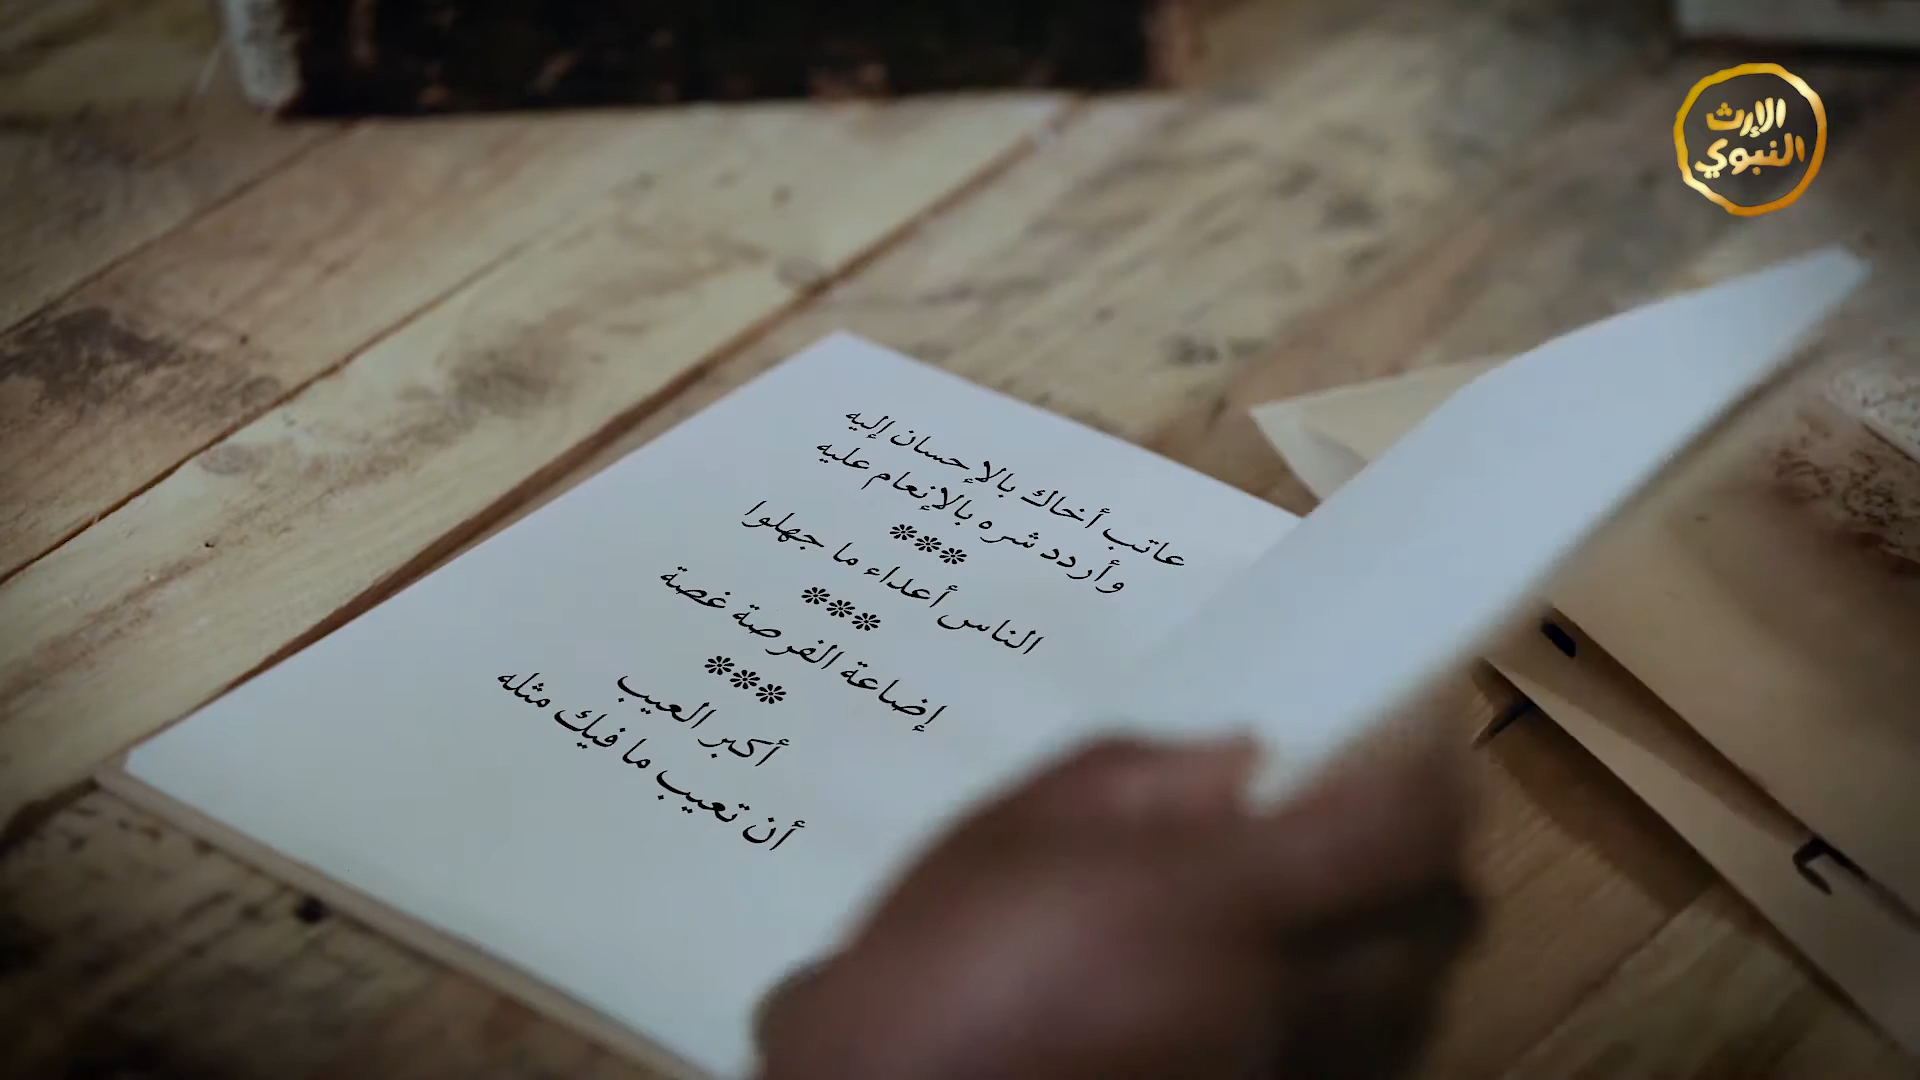 الإرث
النبوي
عاتب أخاك بالإحسان إليه
وأردد شره بالإنعام عليه
***
الناس أعداء ما جهلوا
***
إضاعة الفرصة غصة
***
أكبر العيب
أن تعيب ما فيك مثله